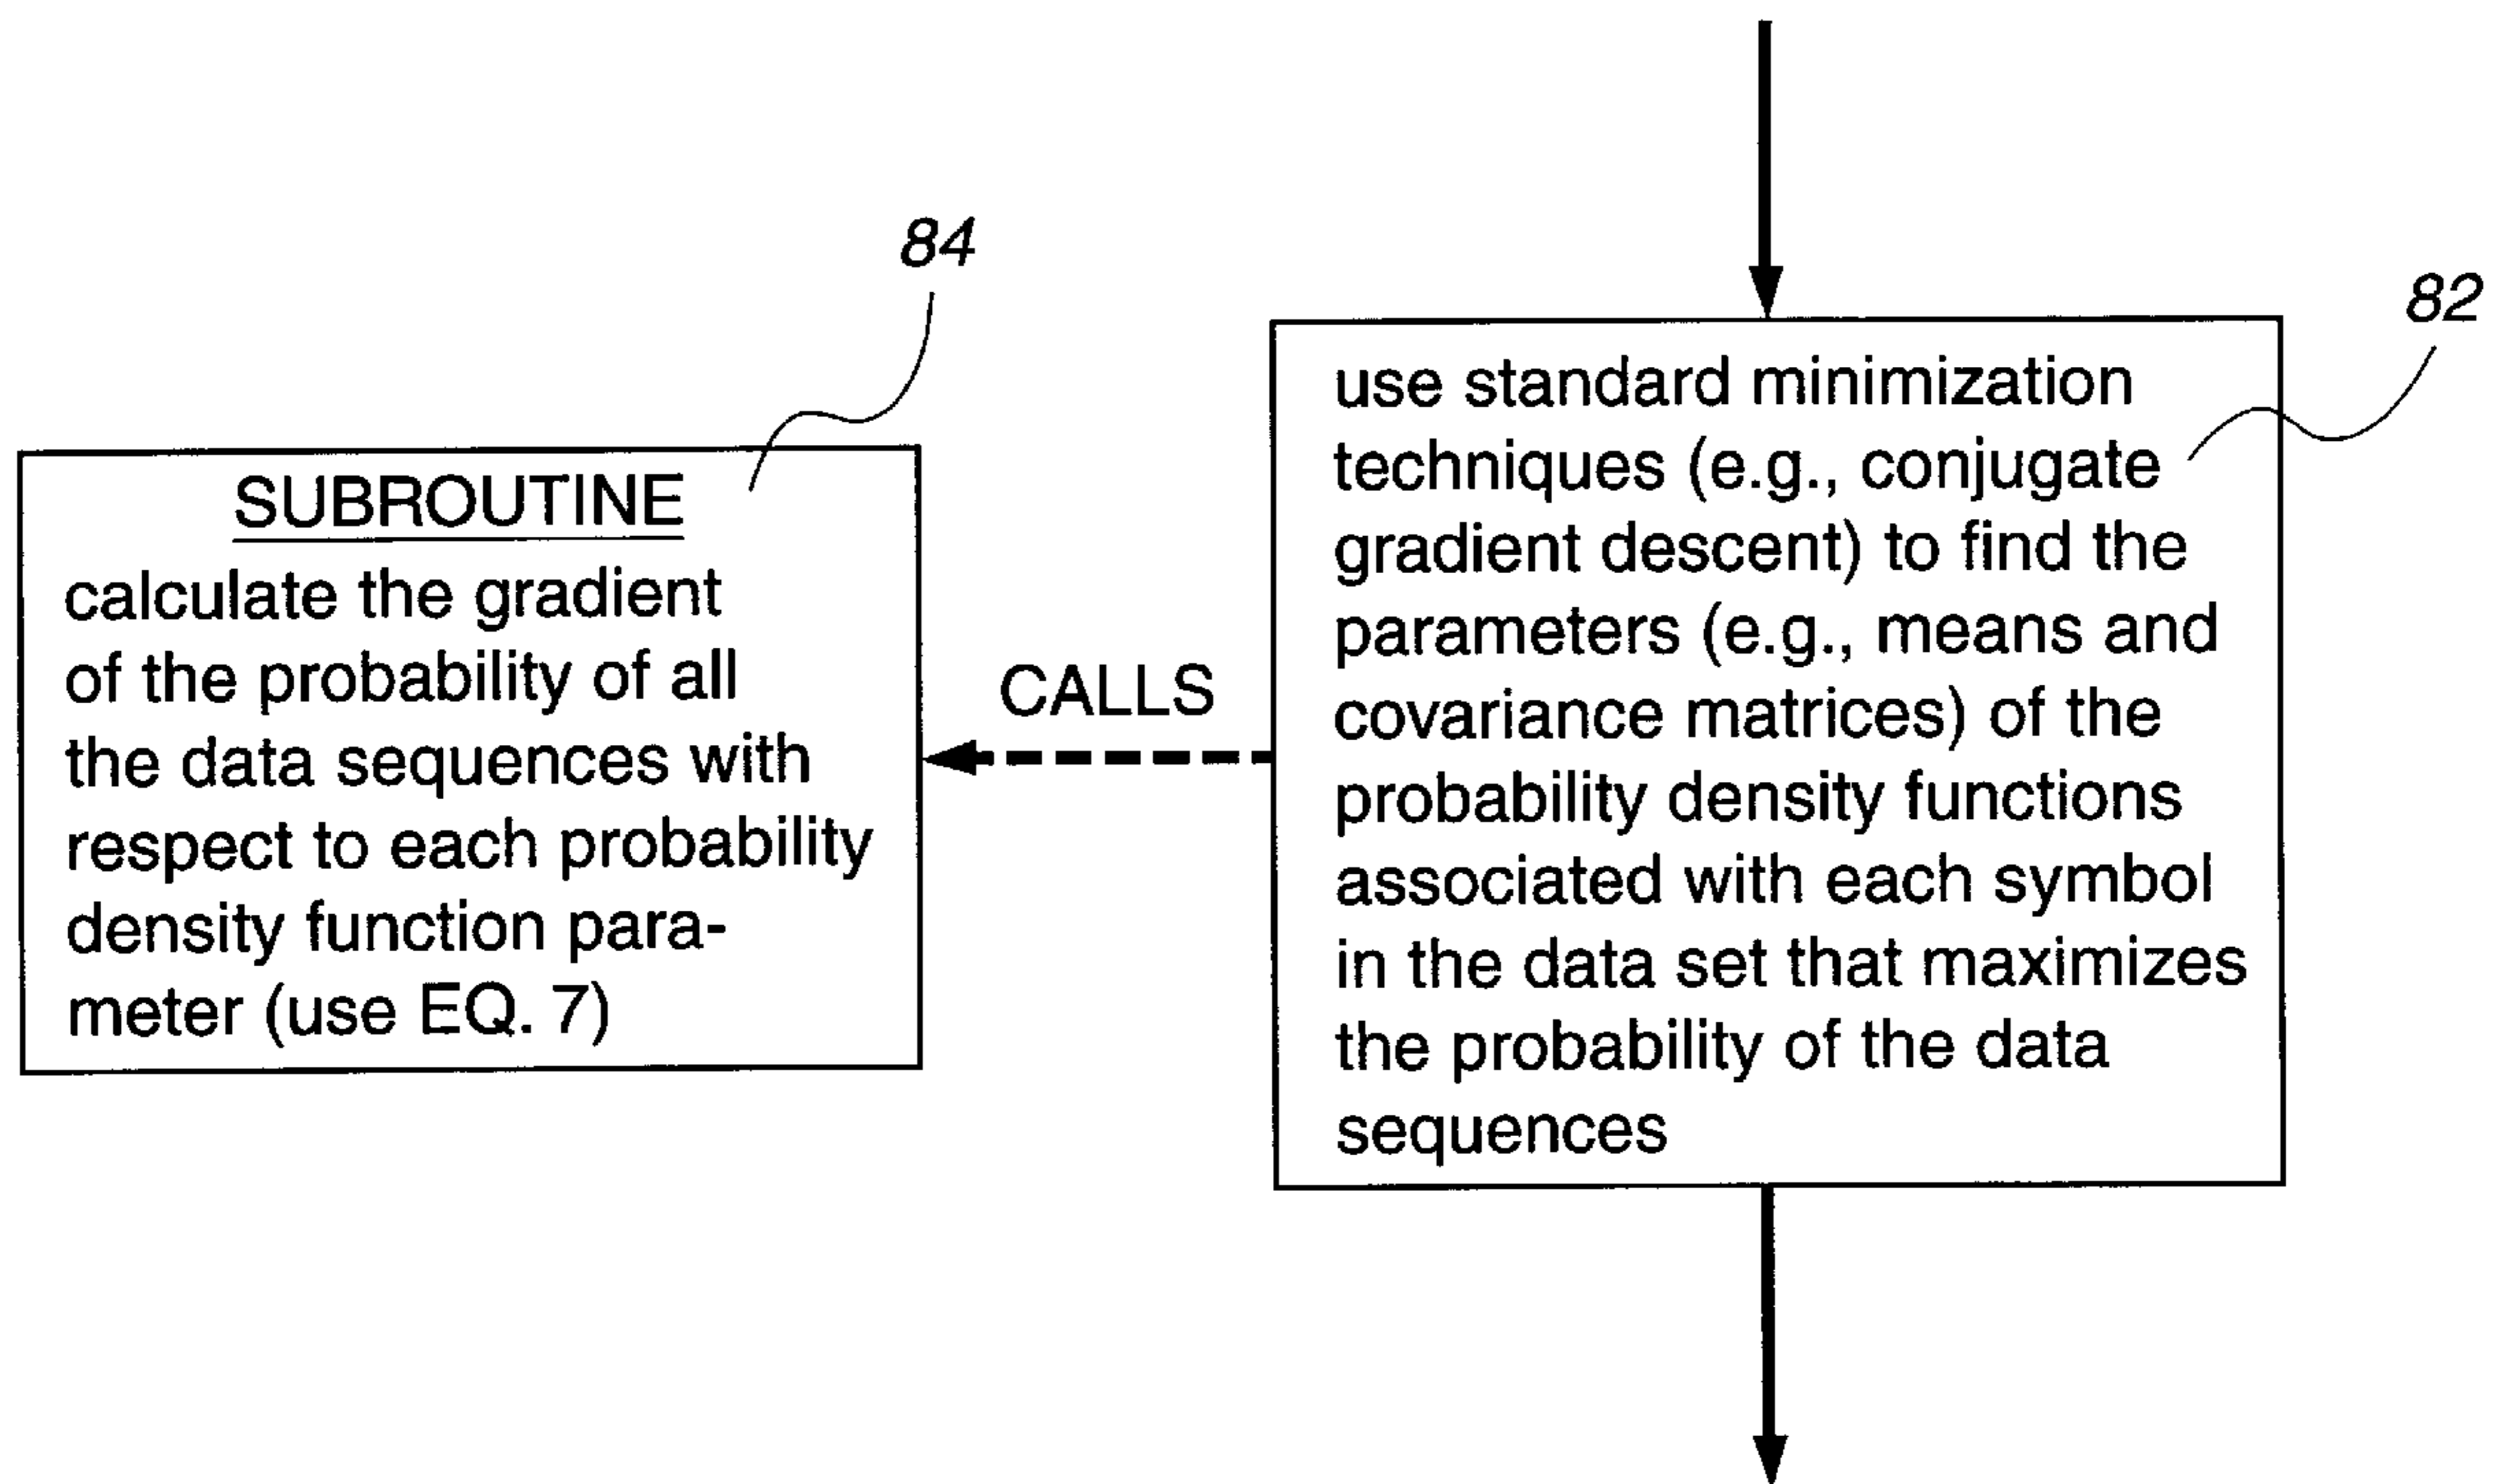 84
SUBROUTINE
calculate the gradient
of the probability of all
the data sequences with
respect to each probability
density function para-
meter (use EQ. 7)
CALLS
82
use standard minimization
techniques (e.g., conjugate
gradient descent) to find the
parameters (e.g., means and
covariance matrices) of the
probability density functions
associated with each symbol
in the data set that maximizes
the probability of the data
sequences